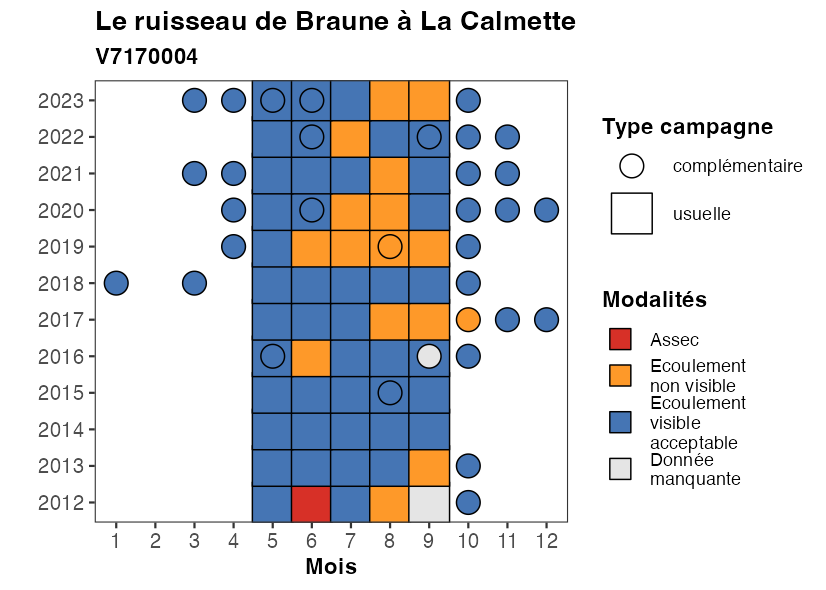 Le ruisseau de Braune à La Calmette
V7170004
2023
2022
2021
2020
2019
2018
2017
2016
2015
2014
2013
2012
1 2 3 4 5 6 7 8 9 10 11 12
Mois
Type campagne
complémentaire
usuelle
Modalités
Assec
Ecoulement
non visible
Ecoulement
visible
acceptable
Donnée
manquante